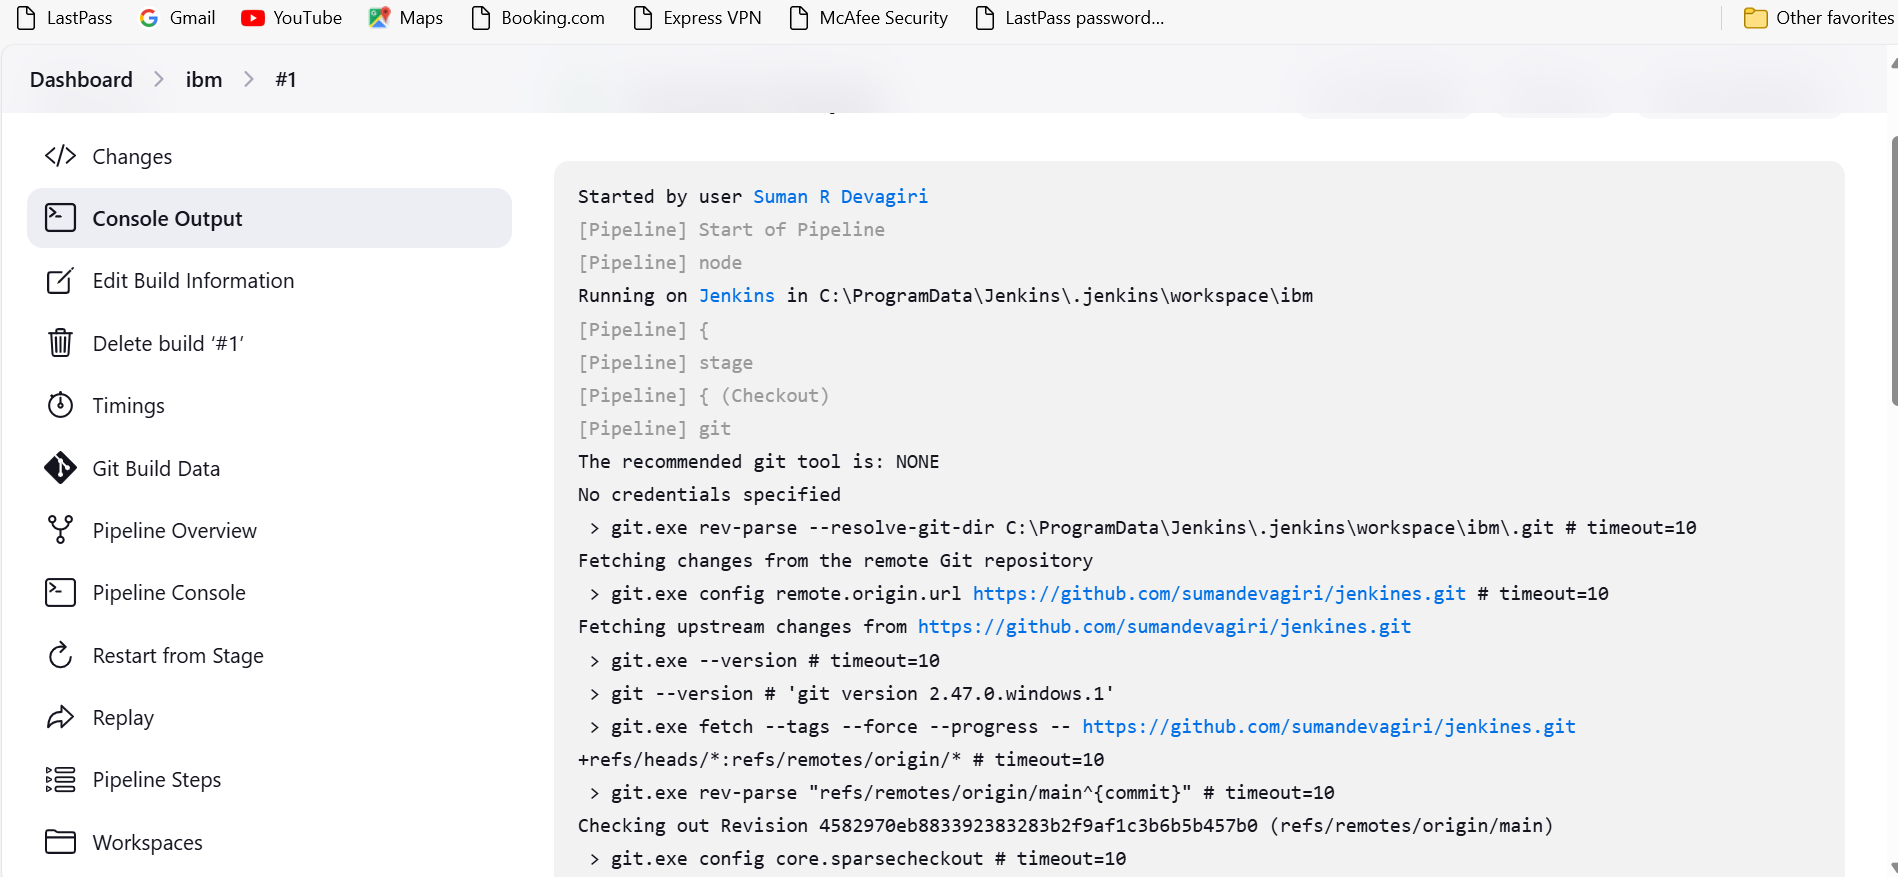 LastPass Gmail YouTube Maps Booking.com Express VPN McAfee Security LastPass password... Other favorites
Dashboard > ibm > #1
Changes
Console Output
Edit Build Information
Delete build ‘#1’
Timings
Git Build Data
Pipeline Overview
Pipeline Console
Restart from Stage
Replay
Pipeline Steps
Workspaces
Started by user Suman R Devagiri
[Pipeline] Start of Pipeline
[Pipeline] node
Running on Jenkins in C:\ProgramData\Jenkins\.jenkins\workspace\ibm
[Pipeline] {
[Pipeline] stage
[Pipeline] { (Checkout)
[Pipeline] git
The recommended git tool is: NONE
No credentials specified
> git.exe rev-parse --resolve-git-dir C:\ProgramData\Jenkins\.jenkins\workspace\ibm\.git # timeout=10
Fetching changes from the remote Git repository
> git.exe config remote.origin.url https://github.com/sumandevagiri/jenkines.git # timeout=10
Fetching upstream changes from https://github.com/sumandevagiri/jenkines.git
> git.exe --version # timeout=10
> git --version # 'git version 2.47.0.windows.1'
> git.exe fetch --tags --force --progress -- https://github.com/sumandevagiri/jenkines.git
+refs/heads/*:refs/remotes/origin/* # timeout=10
> git.exe rev-parse "refs/remotes/origin/main^{commit}" # timeout=10
Checking out Revision 4582970eb883392383283b2f9af1c3b6b5b457b0 (refs/remotes/origin/main)
> git.exe config core.sparsecheckout # timeout=10